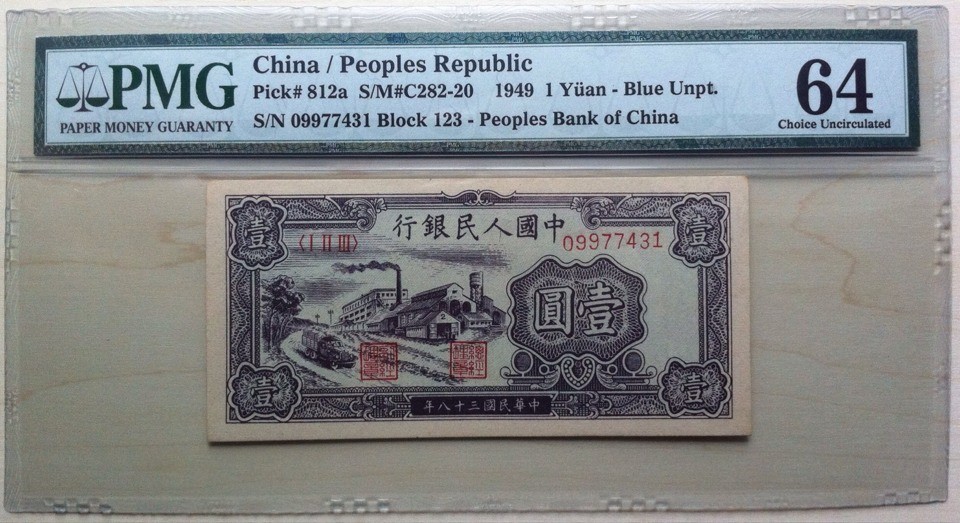 PMG
PAPER MONEY GUARANTY
China / Peoples Republic
Pick# 812a S/M#C282-20 1949 1 Yüan - Blue Unpt.
S/N 09977431 Block 123 - Peoples Bank of China
64
Choice Uncirculated
壹
行銀民人國中
壹
〈I II III〉
09977431
圓壹
壹
年八十三國民華中
壹